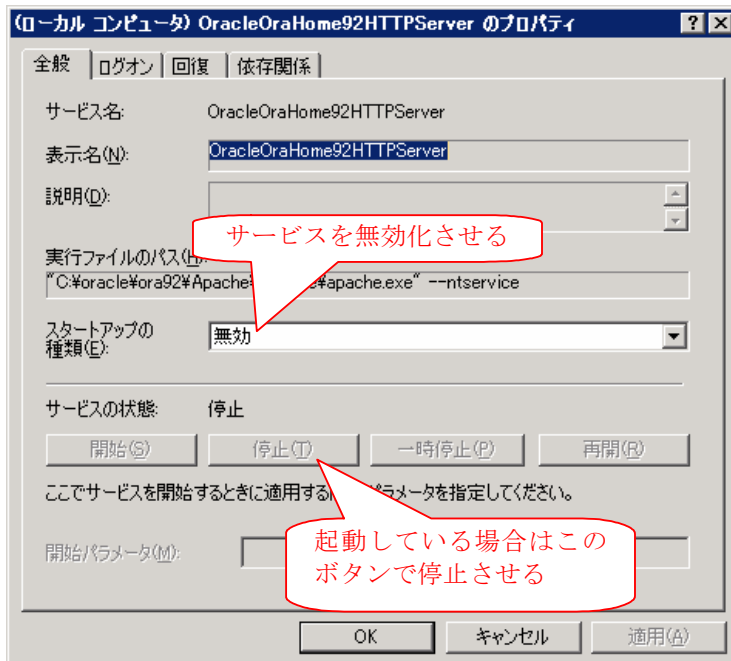 (ローカル コンピュータ) OracleOraHome92HTTPServer のプロパティ
全般 ログオン 回復 依存関係
サービス名: OracleOraHome92HTTPServer
表示名(N): OracleOraHome92HTTPServer
説明(D):
サービスを無効化させる
実行ファイルのパス(H):
"C:¥oracle¥ora92¥Apache¥ ¥apache.exe" --ntservice
スタートアップの
種類(E): 無効
サービスの状態: 停止
開始(S) 停止(T) 一時停止(P) 再開(R)
ここでサービスを開始するときに適用する パラメータを指定してください。
起動している場合はこの
ボタンで停止させる
開始パラメータ(M):
OK キャンセル 適用(A)